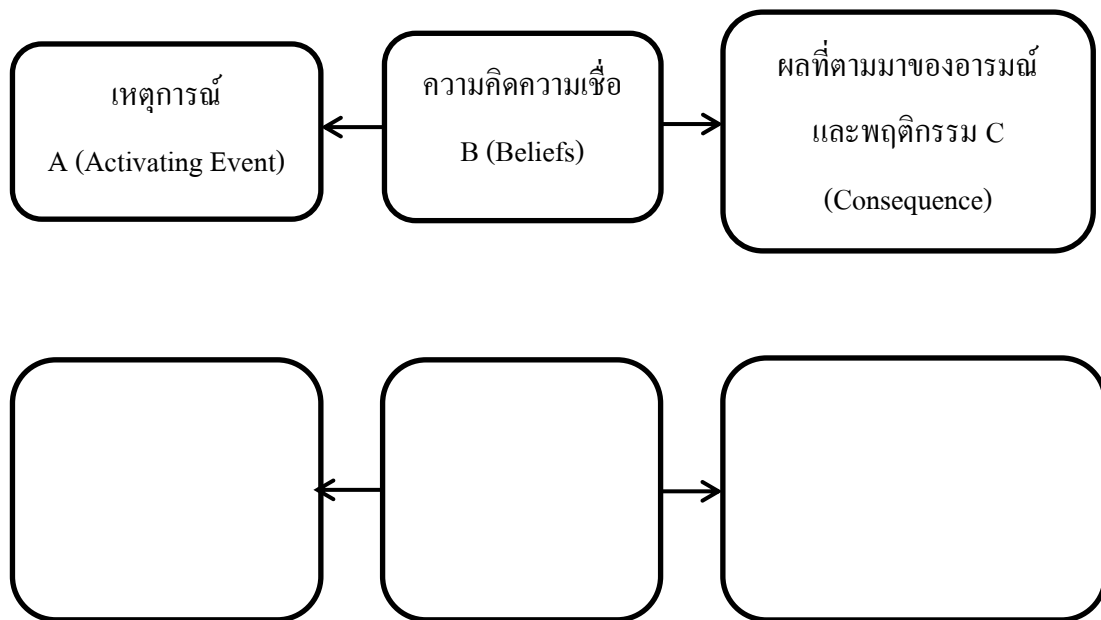 เหตุการณ์
A (Activating Event)
ความคิดความเชื่อ
B (Beliefs)
ผลที่ตามมาของอารมณ์
และพฤติกรรม C
(Consequence)